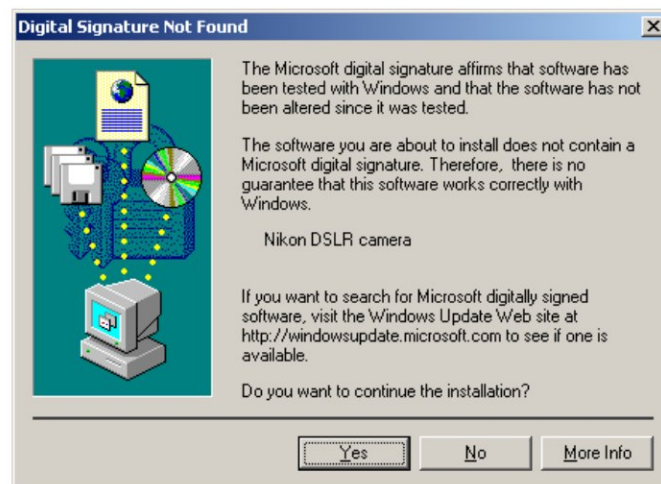 Digital Signature Not Found
The Microsoft digital signature affirms that software has
been tested with Windows and that the software has not
been altered since it was tested.
The software you are about to install does not contain a
Microsoft digital signature. Therefore, there is no
guarantee that this software works correctly with
Windows.
Nikon DSLR camera
If you want to search for Microsoft digitally signed
software, visit the Windows Update Web site at
http://windowsupdate.microsoft.com to see if one is
available.
Do you want to continue the installation?
Yes No More Info